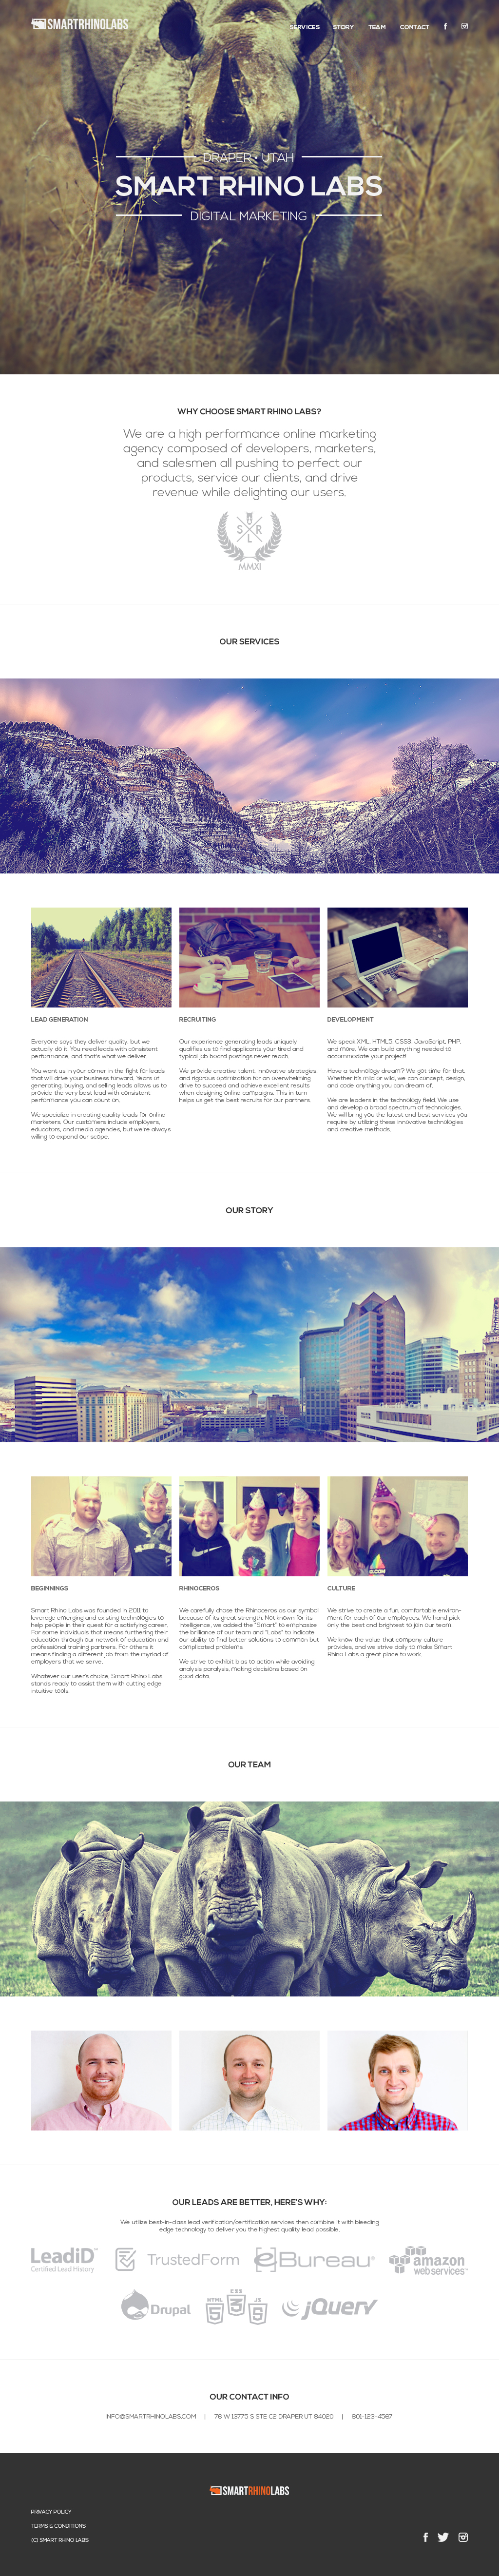 SMARTRHINOLABS
SERVICES STORY TEAM CONTACT
DRAPER • UTAH
SMART RHINO LABS
DIGITAL MARKETING
WHY CHOOSE SMART RHINO LABS?
We are a high performance online marketing
agency composed of developers, marketers,
and salesmen all pushing to perfect our
products, service our clients, and drive
revenue while delighting our users.
S R L
MMXI
OUR SERVICES
LEAD GENERATION
Everyone says they deliver quality, but we
actually do it. You need leads with consistent
performance, and that's what we deliver.
You want us in your corner in the fight for leads
that will drive your business forward. Years of
generating, buying, and selling leads allows us to
provide the very best lead with consistent
performance you can count on.
We specialize in creating quality leads for online
marketers. Our customers include employers,
educators, and media agencies, but we're always
willing to expand our scope.
RECRUITING
Our experience generating leads uniquely
qualifies us to find applicants your tired and
typical job board postings never reach.
We provide creative talent, innovative strategies,
and rigorous optimization for an overwhelming
drive to succeed and achieve excellent results
when designing online campaigns. This in turn
helps us get the best recruits for our partners.
DEVELOPMENT
We speak XML, HTML5, CSS3, JavaScript, PHP,
and more. We can build anything needed to
accommodate your project!
Have a technology dream? We got time for that.
Whether it's mild or wild, we can concept, design,
and code anything you can dream of.
We are leaders in the technology field. We use
and develop a broad spectrum of technologies.
We will bring you the latest and best services you
require by utilizing these innovative technologies
and creative methods.
OUR STORY
BEGINNINGS
Smart Rhino Labs was founded in 2011 to
leverage emerging and existing technologies to
help people in their quest for a satisfying career.
For some individuals that means furthering their
education through our network of education and
professional training partners. For others it
means finding a different job from the myriad of
employers that we serve.
Whatever our user's choice, Smart Rhino Labs
stands ready to assist them with cutting edge
intuitive tools.
RHINOCEROS
We carefully chose the Rhinoceros as our symbol
because of its great strength. Not known for its
intelligence, we added the "Smart" to emphasize
the brilliance of our team and "Labs" to indicate
our ability to find better solutions to common but
complicated problems.
We strive to exhibit bias to action while avoiding
analysis paralysis, making decisions based on
good data.
CULTURE
We strive to create a fun, comfortable environ-
ment for each of our employees. We hand pick
only the best and brightest to join our team.
We know the value that company culture
provides, and we strive daily to make Smart
Rhino Labs a great place to work.
OUR TEAM
OUR LEADS ARE BETTER, HERE'S WHY:
We utilize best-in-class lead verification/certification services then combine it with bleeding
edge technology to deliver you the highest quality lead possible.
LeadiD
Certified Lead History
TrustedForm
eBureau
amazon
web services
Drupal
HTML 5
CSS 3
JS 5
jQuery
OUR CONTACT INFO
INFO@SMARTRHINOLABS.COM | 76 W 13775 S STE C2 DRAPER UT 84020 | 801-123-4567
SMARTRHINOLABS
PRIVACY POLICY
TERMS & CONDITIONS
(C) SMART RHINO LABS